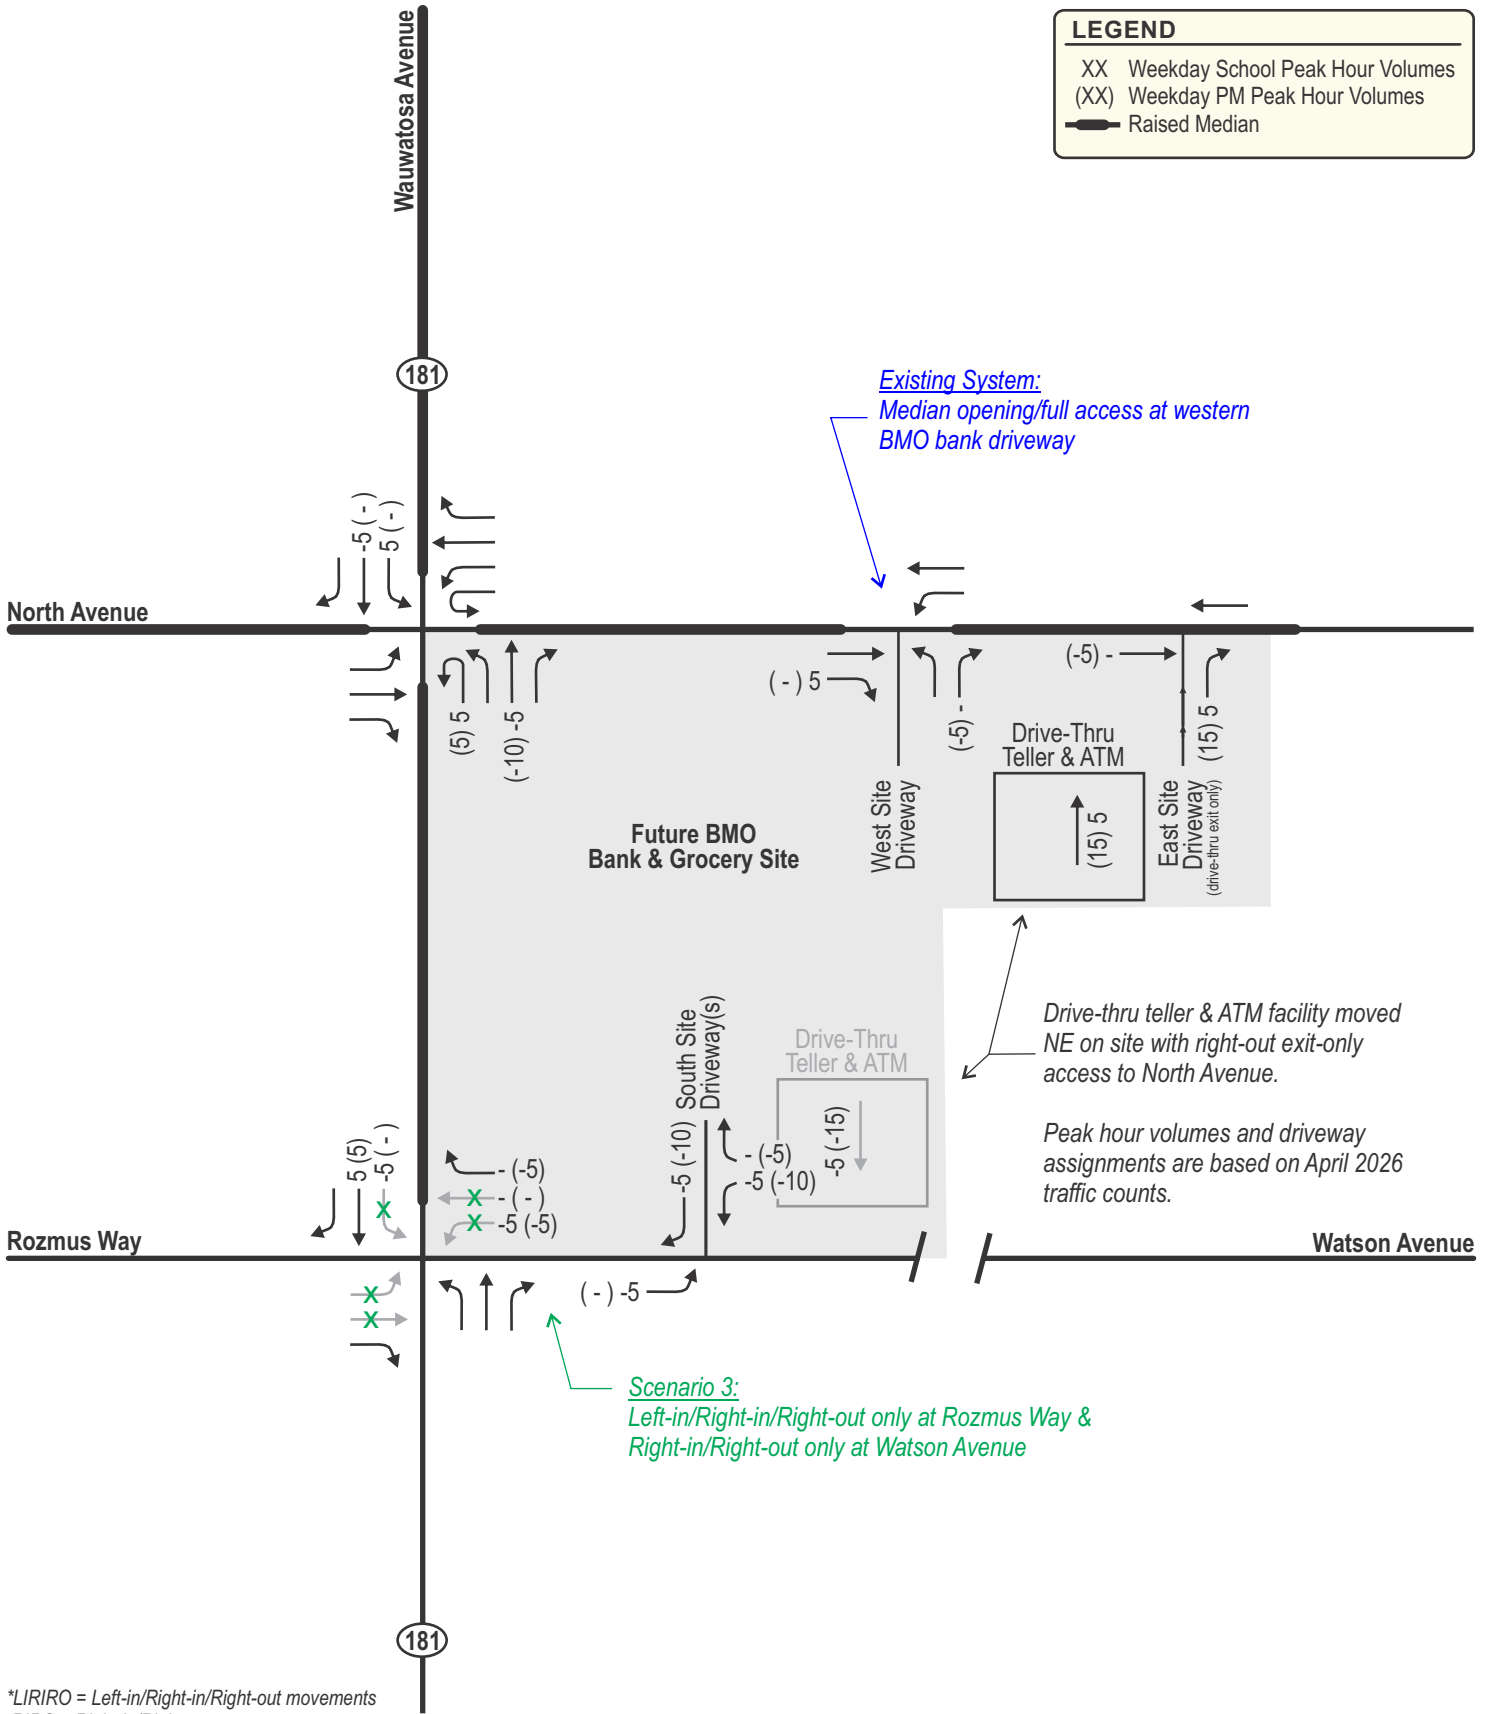 LEGEND
XX Weekday School Peak Hour Volumes
(XX) Weekday PM Peak Hour Volumes
Raised Median
Wauwatosa Avenue
181
Existing System:
Median opening/full access at western
BMO bank driveway
-5 ( - )
5 ( - )
North Avenue
(5) 5
(-10) -5
( - ) 5
(-5) -
(-5) -
(15) 5
Drive-Thru
Teller & ATM
(15) 5
West Site
Driveway
East Site
Driveway
(drive-thru exit only)
Future BMO
Bank & Grocery Site
Drive-thru teller & ATM facility moved
NE on site with right-out exit-only
access to North Avenue.
Peak hour volumes and driveway
assignments are based on April 2026
traffic counts.
South Site
Driveway(s)
Drive-Thru
Teller & ATM
-5 (-15)
-5 (-10)
- (-5)
-5 (-10)
5 (5)
-5 ( - )
X
- (-5)
X - ( - )
X -5 (-5)
Rozmus Way
Watson Avenue
X
X
( - ) -5
Scenario 3:
Left-in/Right-in/Right-out only at Rozmus Way &
Right-in/Right-out only at Watson Avenue
181
*LIRIRO = Left-in/Right-in/Right-out movements